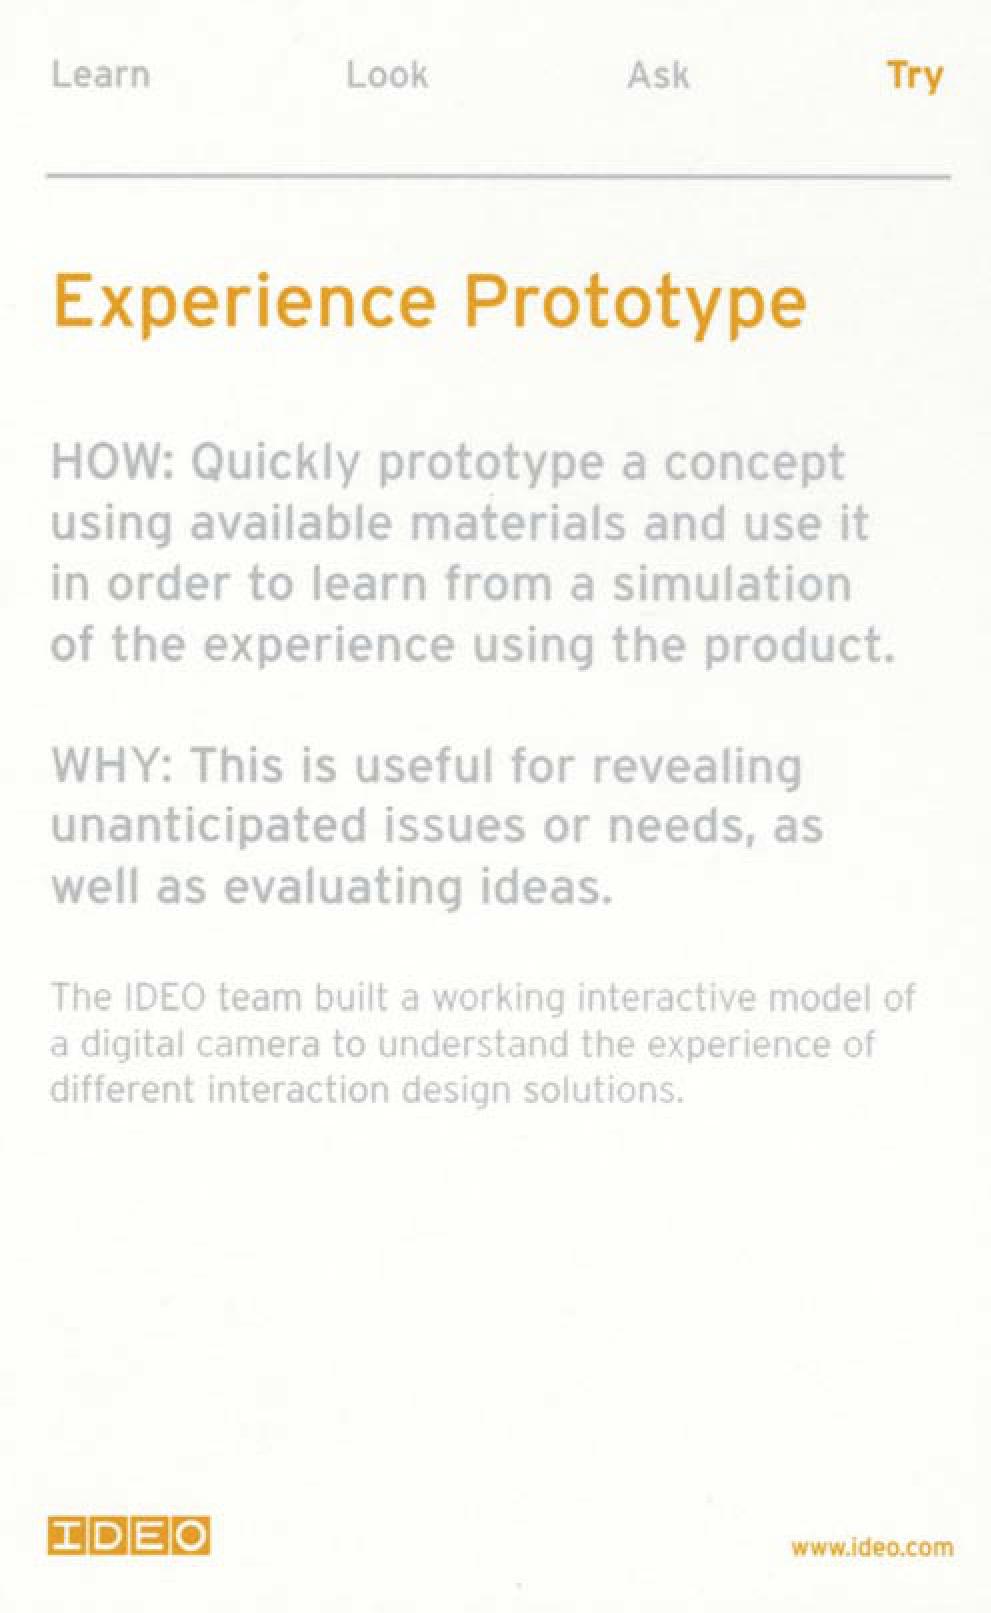 Learn Look Ask Try
Experience Prototype
HOW: Quickly prototype a concept
using available materials and use it
in order to learn from a simulation
of the experience using the product.
WHY: This is useful for revealing
unanticipated issues or needs, as
well as evaluating ideas.
The IDEO team built a working interactive model of
a digital camera to understand the experience of
different interaction design solutions.
IDEO www.ideo.com